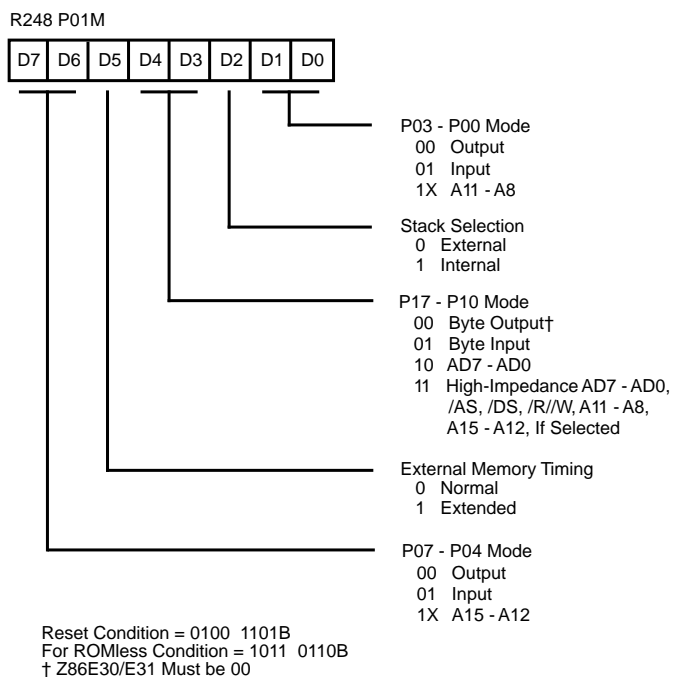 R248 P01M
D7 D6 D5 D4 D3 D2 D1 D0
P03 - P00 Mode
00 Output
01 Input
1X A11 - A8
Stack Selection
0 External
1 Internal
P17 - P10 Mode
00 Byte Output†
01 Byte Input
10 AD7 - AD0
11 High-Impedance AD7 - AD0,
/AS, /DS, /R//W, A11 - A8,
A15 - A12, If Selected
External Memory Timing
0 Normal
1 Extended
P07 - P04 Mode
00 Output
01 Input
1X A15 - A12
Reset Condition = 0100 1101B
For ROMless Condition = 1011 0110B
† Z86E30/E31 Must be 00